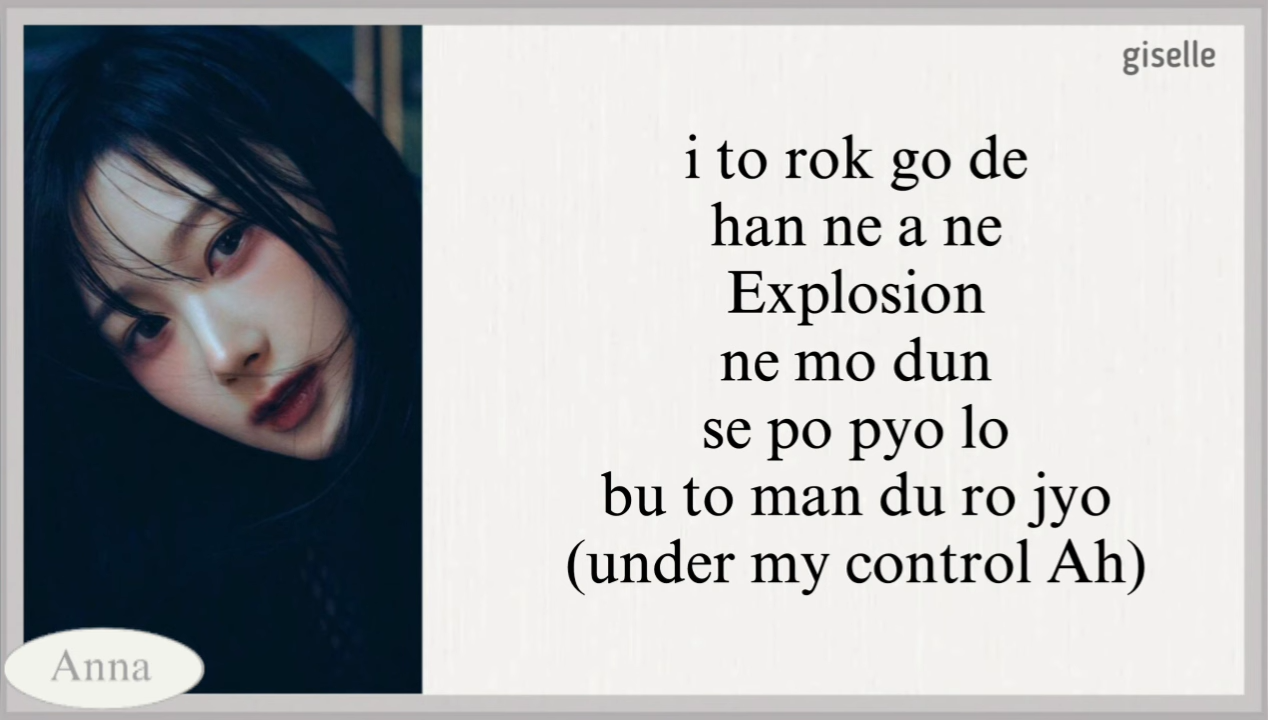 giselle
i to rok go de
han ne a ne
Explosion
ne mo dun
se po pyo lo
bu to man du ro jyo
(under my control Ah)
Anna